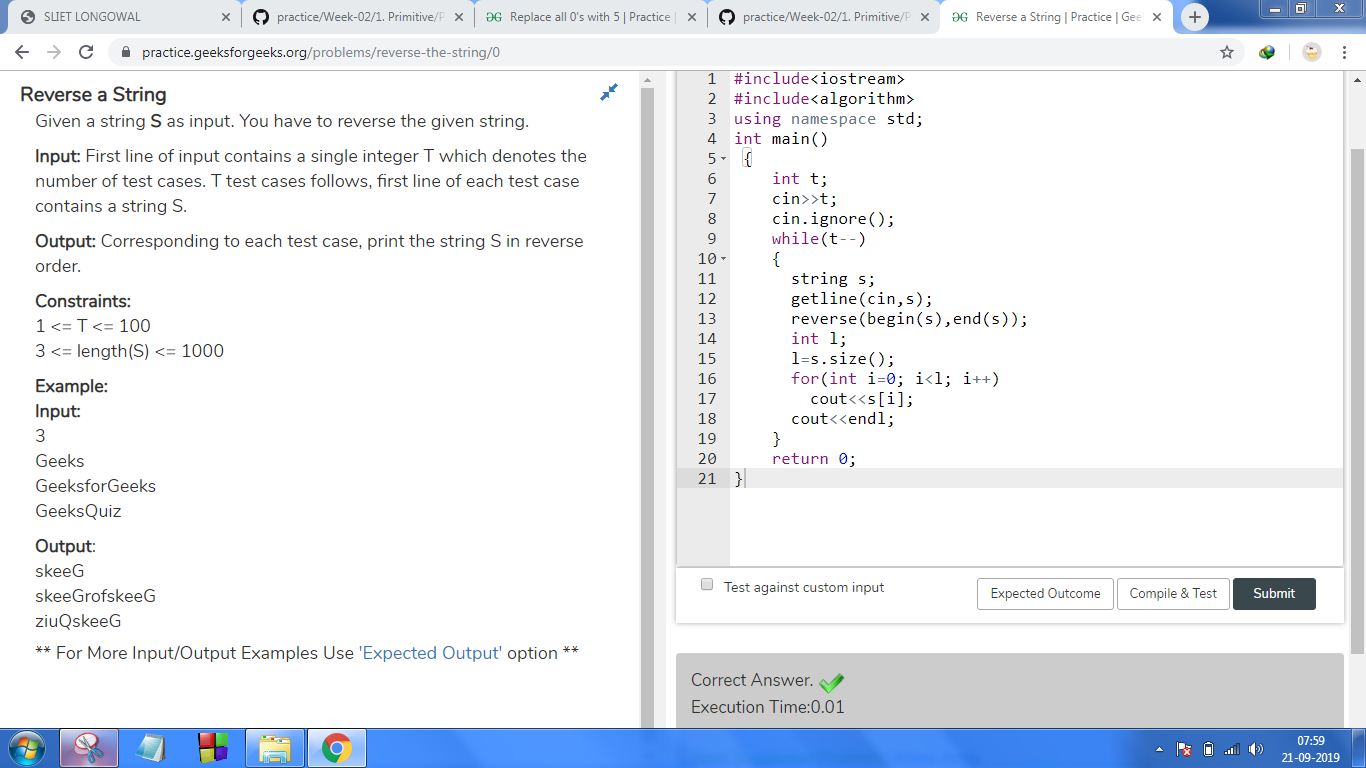 SLIET LONGOWAL
practice/Week-02/1. Primitive/P
Replace all 0's with 5 | Practice |
practice/Week-02/1. Primitive/P
Reverse a String | Practice | Gee
practice.geeksforgeeks.org/problems/reverse-the-string/0
Reverse a String
Given a string S as input. You have to reverse the given string.
Input: First line of input contains a single integer T which denotes the
number of test cases. T test cases follows, first line of each test case
contains a string S.
Output: Corresponding to each test case, print the string S in reverse
order.
Constraints:
1 <= T <= 100
3 <= length(S) <= 1000
Example:
Input:
3
Geeks
GeeksforGeeks
GeeksQuiz
Output:
skeeG
skeeGrofskeeG
ziuQskeeG
** For More Input/Output Examples Use 'Expected Output' option **
1 #include<iostream>
2 #include<algorithm>
3 using namespace std;
4 int main()
5 {
6 int t;
7 cin>>t;
8 cin.ignore();
9 while(t--)
10 {
11 string s;
12 getline(cin,s);
13 reverse(begin(s),end(s));
14 int l;
15 l=s.size();
16 for(int i=0; i<l; i++)
17 cout<<s[i];
18 cout<<endl;
19 }
20 return 0;
21 }
Test against custom input
Expected Outcome
Compile & Test
Submit
Correct Answer.
Execution Time:0.01
07:59
21-09-2019